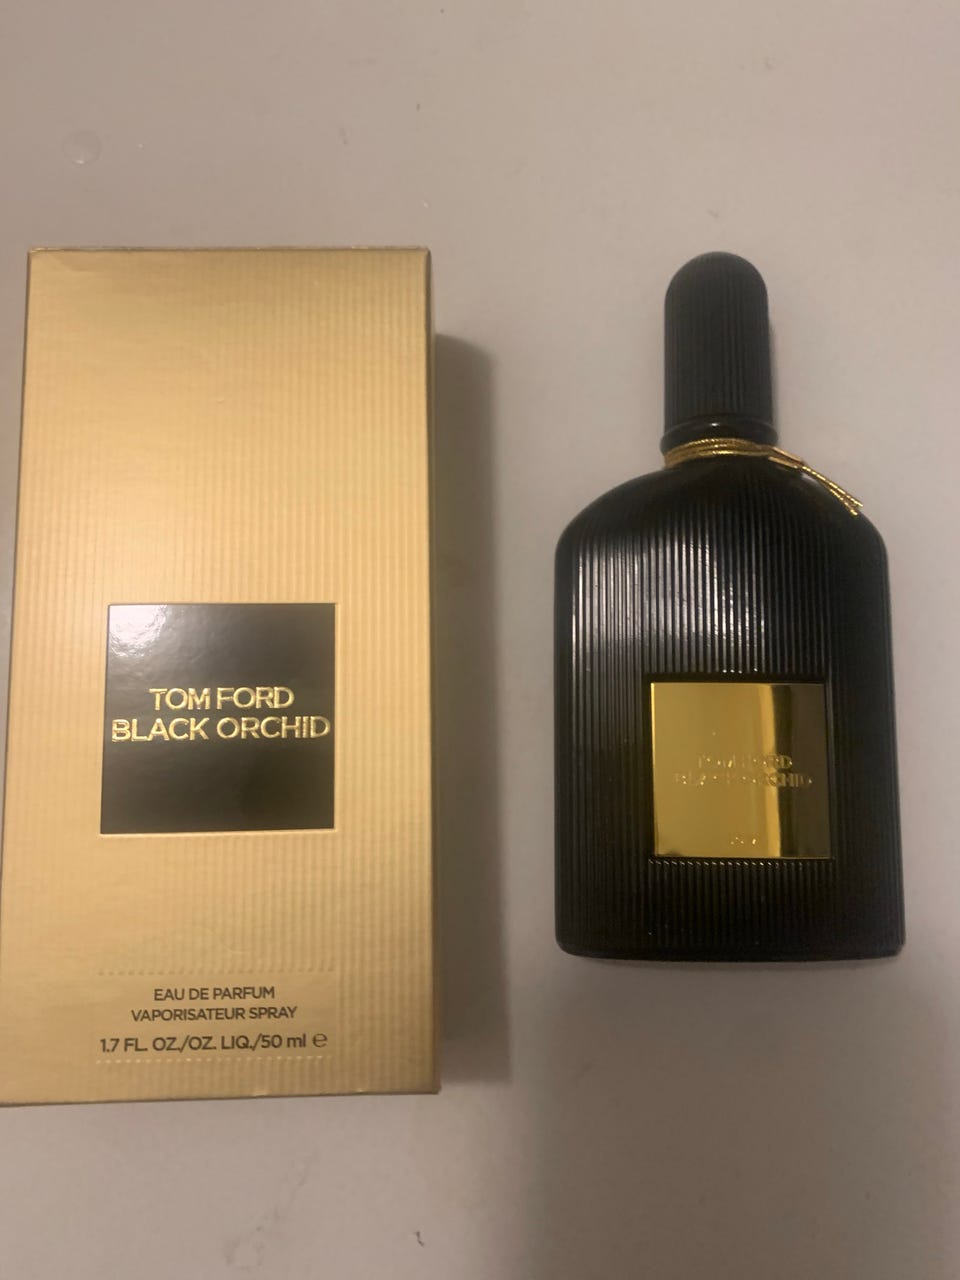 TOM FORD
BLACK ORCHID
EAU DE PARFUM
VAPORISATEUR SPRAY
1.7 FL. OZ./OZ. LIQ./50 ml ℮
TOM FORD
BLACK ORCHID